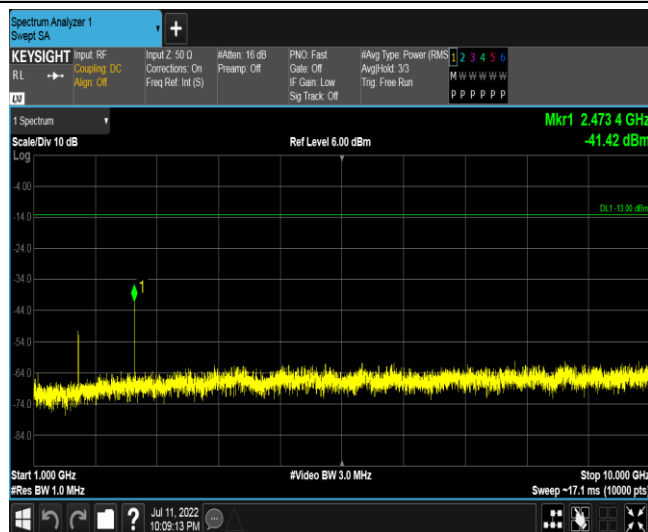 Spectrum Analyzer 1
Swept SA
+
KEYSIGHT
RL
LXI
Input: RF
Coupling: DC
Align: Off
Input Z: 50 Ω
Corrections: On
Freq Ref: Int (S)
#Atten: 16 dB
Preamp: Off
PNO: Fast
Gate: Off
IF Gain: Low
Sig Track: Off
#Avg Type: Power (RMS
Avg|Hold: 3/3
Trig: Free Run
1 2 3 4 5 6
M W W W W W
P P P P P P
1 Spectrum
Scale/Div 10 dB
Ref Level 6.00 dBm
Mkr1 2.473 4 GHz
-41.42 dBm
Log
-4.00
DL1 -13.00 dBm
-14.0
-24.0
-34.0
1
-44.0
-54.0
-64.0
-74.0
-84.0
Start 1.000 GHz
#Video BW 3.0 MHz
Stop 10.000 GHz
#Res BW 1.0 MHz
Sweep ~17.1 ms (10000 pts)
?
Jul 11, 2022
10:09:13 PM